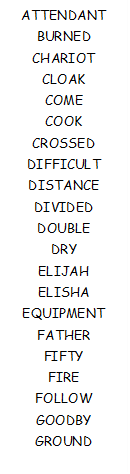 ATTENDANT
BURNED
CHARIOT
CLOAK
COME
COOK
CROSSED
DIFFICULT
DISTANCE
DIVIDED
DOUBLE
DRY
ELIJAH
ELISHA
EQUIPMENT
FATHER
FIFTY
FIRE
FOLLOW
GOODBY
GROUND